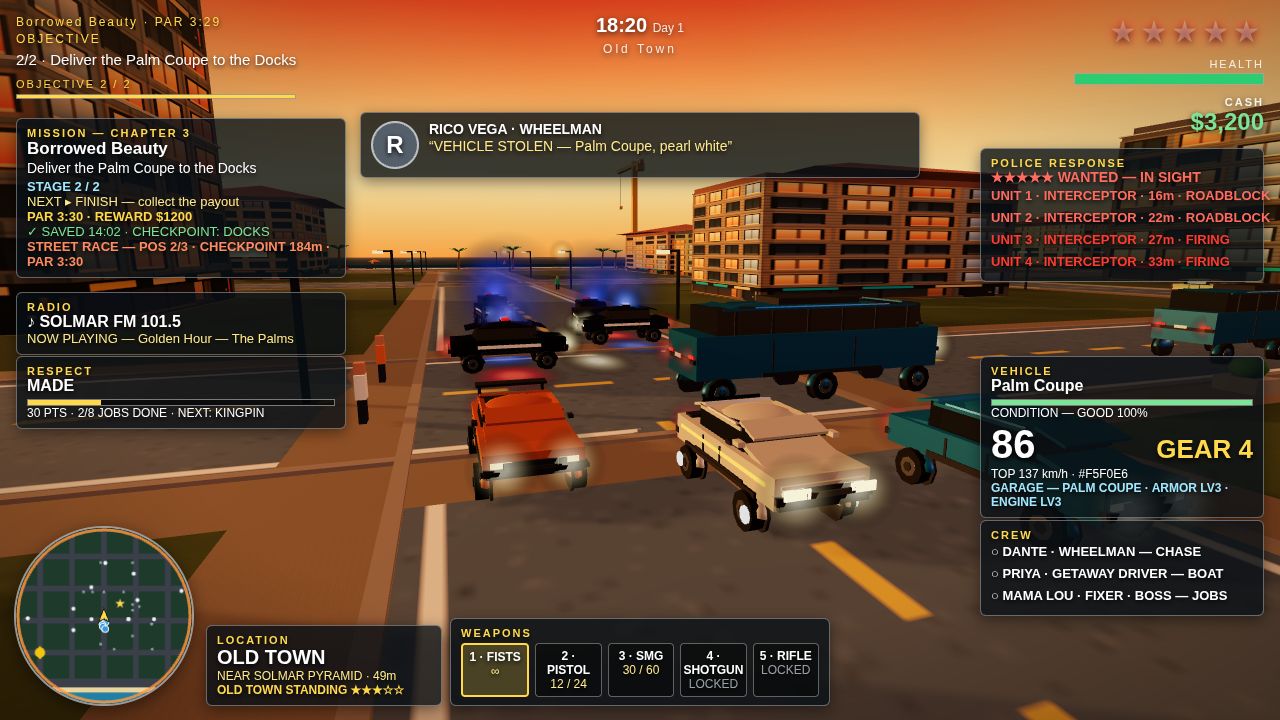 Borrowed Beauty · PAR 3:29
OBJECTIVE
2/2 · Deliver the Palm Coupe to the Docks
OBJECTIVE 2 / 2
18:20 Day 1
Old Town
★★★★★
HEALTH
CASH
$3,200
MISSION — CHAPTER 3
Borrowed Beauty
Deliver the Palm Coupe to the Docks
STAGE 2 / 2
NEXT ▸ FINISH — collect the payout
PAR 3:30 · REWARD $1200
✓ SAVED 14:02 · CHECKPOINT: DOCKS
STREET RACE — POS 2/3 · CHECKPOINT 184m ·
PAR 3:30
R
RICO VEGA · WHEELMAN
“VEHICLE STOLEN — Palm Coupe, pearl white”
POLICE RESPONSE
★★★★★ WANTED — IN SIGHT
UNIT 1 · INTERCEPTOR · 16m · ROADBLOCK
UNIT 2 · INTERCEPTOR · 22m · ROADBLOCK
UNIT 3 · INTERCEPTOR · 27m · FIRING
UNIT 4 · INTERCEPTOR · 33m · FIRING
RADIO
♪ SOLMAR FM 101.5
NOW PLAYING — Golden Hour — The Palms
RESPECT
MADE
30 PTS · 2/8 JOBS DONE · NEXT: KINGPIN
VEHICLE
Palm Coupe
CONDITION — GOOD 100%
86 GEAR 4
TOP 137 km/h · #F5F0E6
GARAGE — PALM COUPE · ARMOR LV3 ·
ENGINE LV3
CREW
○ DANTE · WHEELMAN — CHASE
○ PRIYA · GETAWAY DRIVER — BOAT
○ MAMA LOU · FIXER · BOSS — JOBS
LOCATION
OLD TOWN
NEAR SOLMAR PYRAMID · 49m
OLD TOWN STANDING ★★★☆☆
WEAPONS
1 · FISTS
∞
2 ·
PISTOL
12 / 24
3 · SMG
30 / 60
4 ·
SHOTGUN
LOCKED
5 · RIFLE
LOCKED